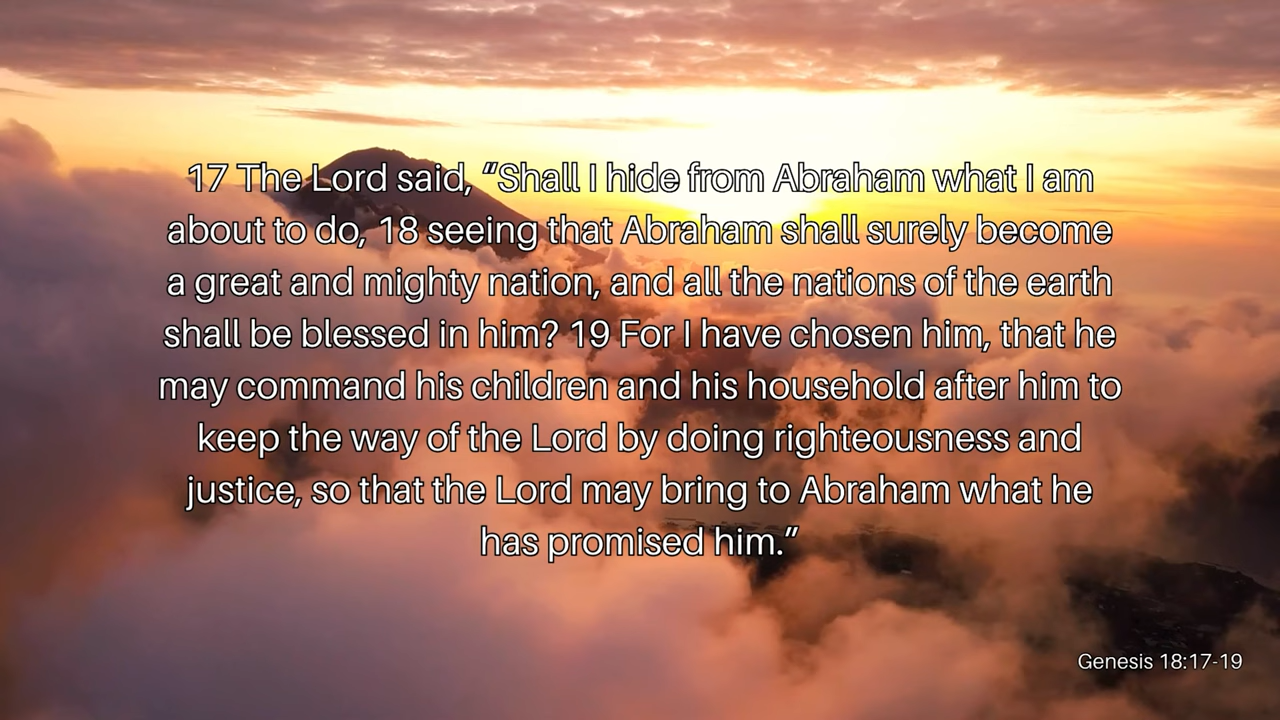 17 The Lord said, “Shall I hide from Abraham what I am
about to do, 18 seeing that Abraham shall surely become
a great and mighty nation, and all the nations of the earth
shall be blessed in him? 19 For I have chosen him, that he
may command his children and his household after him to
keep the way of the Lord by doing righteousness and
justice, so that the Lord may bring to Abraham what he
has promised him.”
Genesis 18:17-19